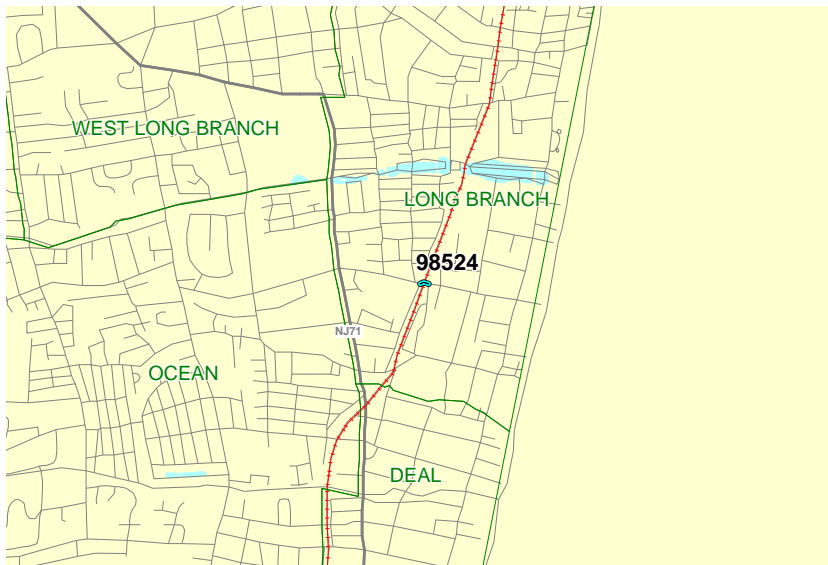 WEST LONG BRANCH
LONG BRANCH
98524
NJ71
OCEAN
DEAL